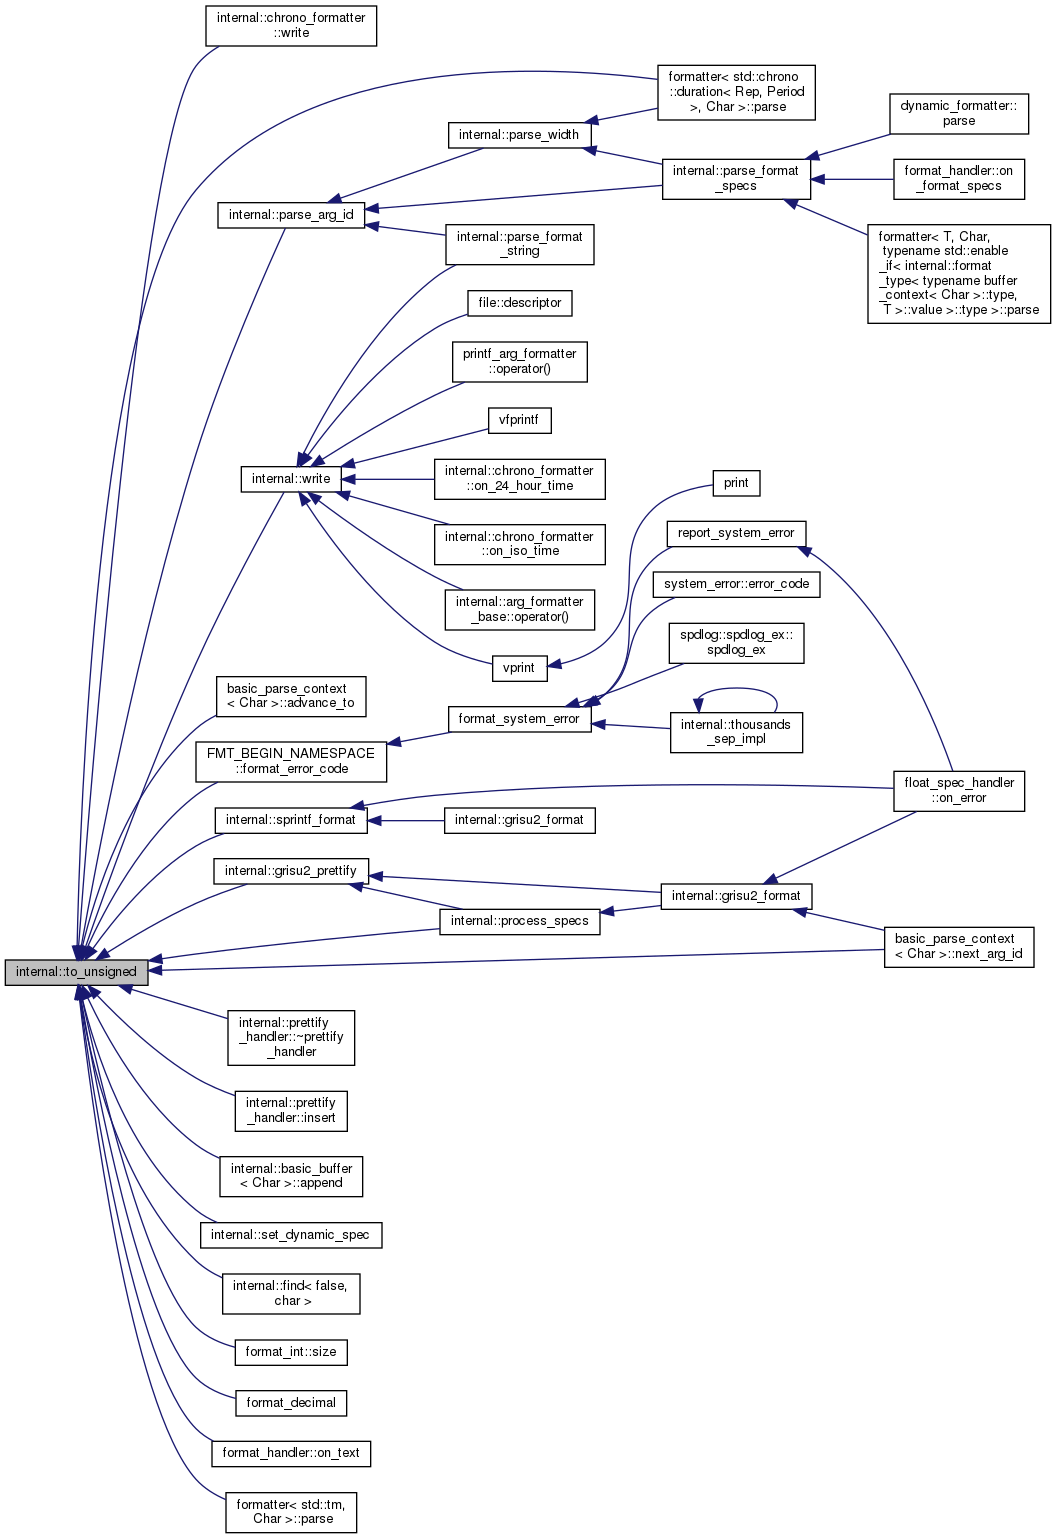 internal::chrono_formatter
::write
formatter< std::chrono
::duration< Rep, Period
>, Char >::parse
dynamic_formatter::
parse
internal::parse_width
internal::parse_format
_specs
format_handler::on
_format_specs
internal::parse_arg_id
internal::parse_format
_string
formatter< T, Char,
typename std::enable
_if< internal::format
_type< typename buffer
_context< Char >::type,
T >::value >::type >::parse
file::descriptor
printf_arg_formatter
::operator()
vfprintf
internal::write
internal::chrono_formatter
::on_24_hour_time
print
internal::chrono_formatter
::on_iso_time
report_system_error
system_error::error_code
internal::arg_formatter
_base::operator()
spdlog::spdlog_ex::
spdlog_ex
vprint
basic_parse_context
< Char >::advance_to
format_system_error
internal::thousands
_sep_impl
FMT_BEGIN_NAMESPACE
::format_error_code
float_spec_handler
::on_error
internal::sprintf_format
internal::grisu2_format
internal::grisu2_prettify
internal::grisu2_format
internal::process_specs
basic_parse_context
< Char >::next_arg_id
internal::to_unsigned
internal::prettify
_handler::~prettify
_handler
internal::prettify
_handler::insert
internal::basic_buffer
< Char >::append
internal::set_dynamic_spec
internal::find< false,
char >
format_int::size
format_decimal
format_handler::on_text
formatter< std::tm,
Char >::parse